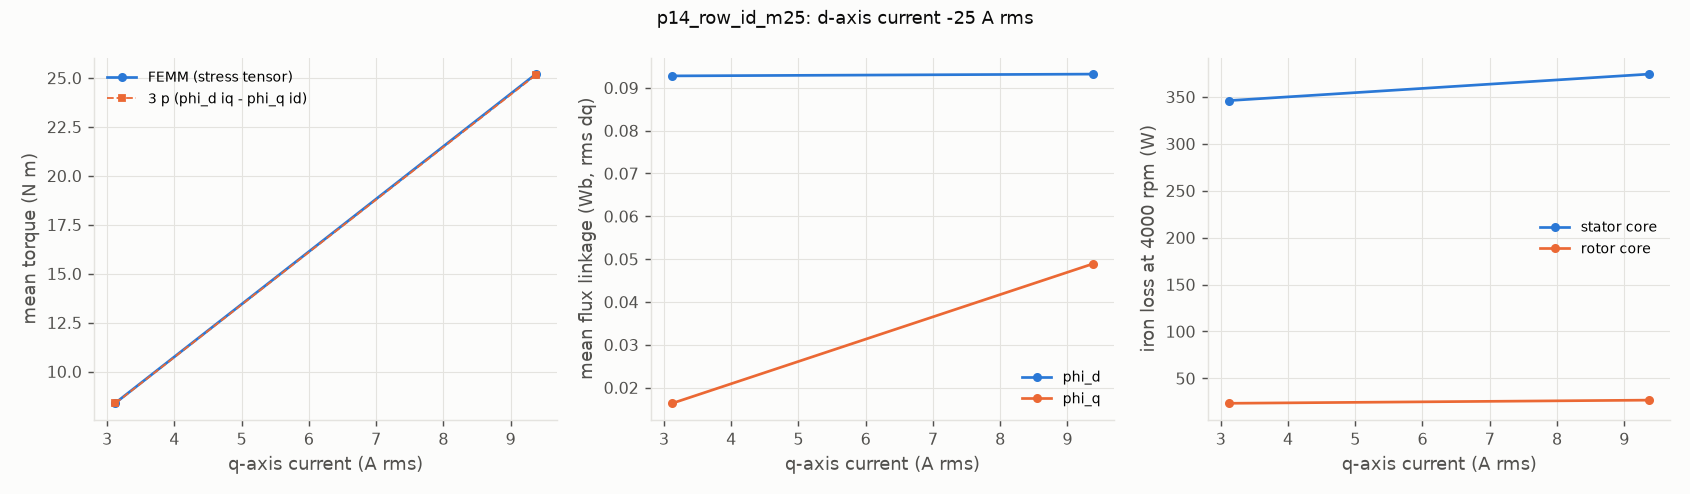 p14_row_id_m25: d-axis current -25 A rms
mean torque (N m)
25.0
22.5
20.0
17.5
15.0
12.5
10.0
FEMM (stress tensor)
3 p (phi_d iq - phi_q id)
3 4 5 6 7 8 9
q-axis current (A rms)
mean flux linkage (Wb, rms dq)
0.09
0.08
0.07
0.06
0.05
0.04
0.03
0.02
phi_d
phi_q
3 4 5 6 7 8 9
q-axis current (A rms)
iron loss at 4000 rpm (W)
350
300
250
200
150
100
50
stator core
rotor core
3 4 5 6 7 8 9
q-axis current (A rms)